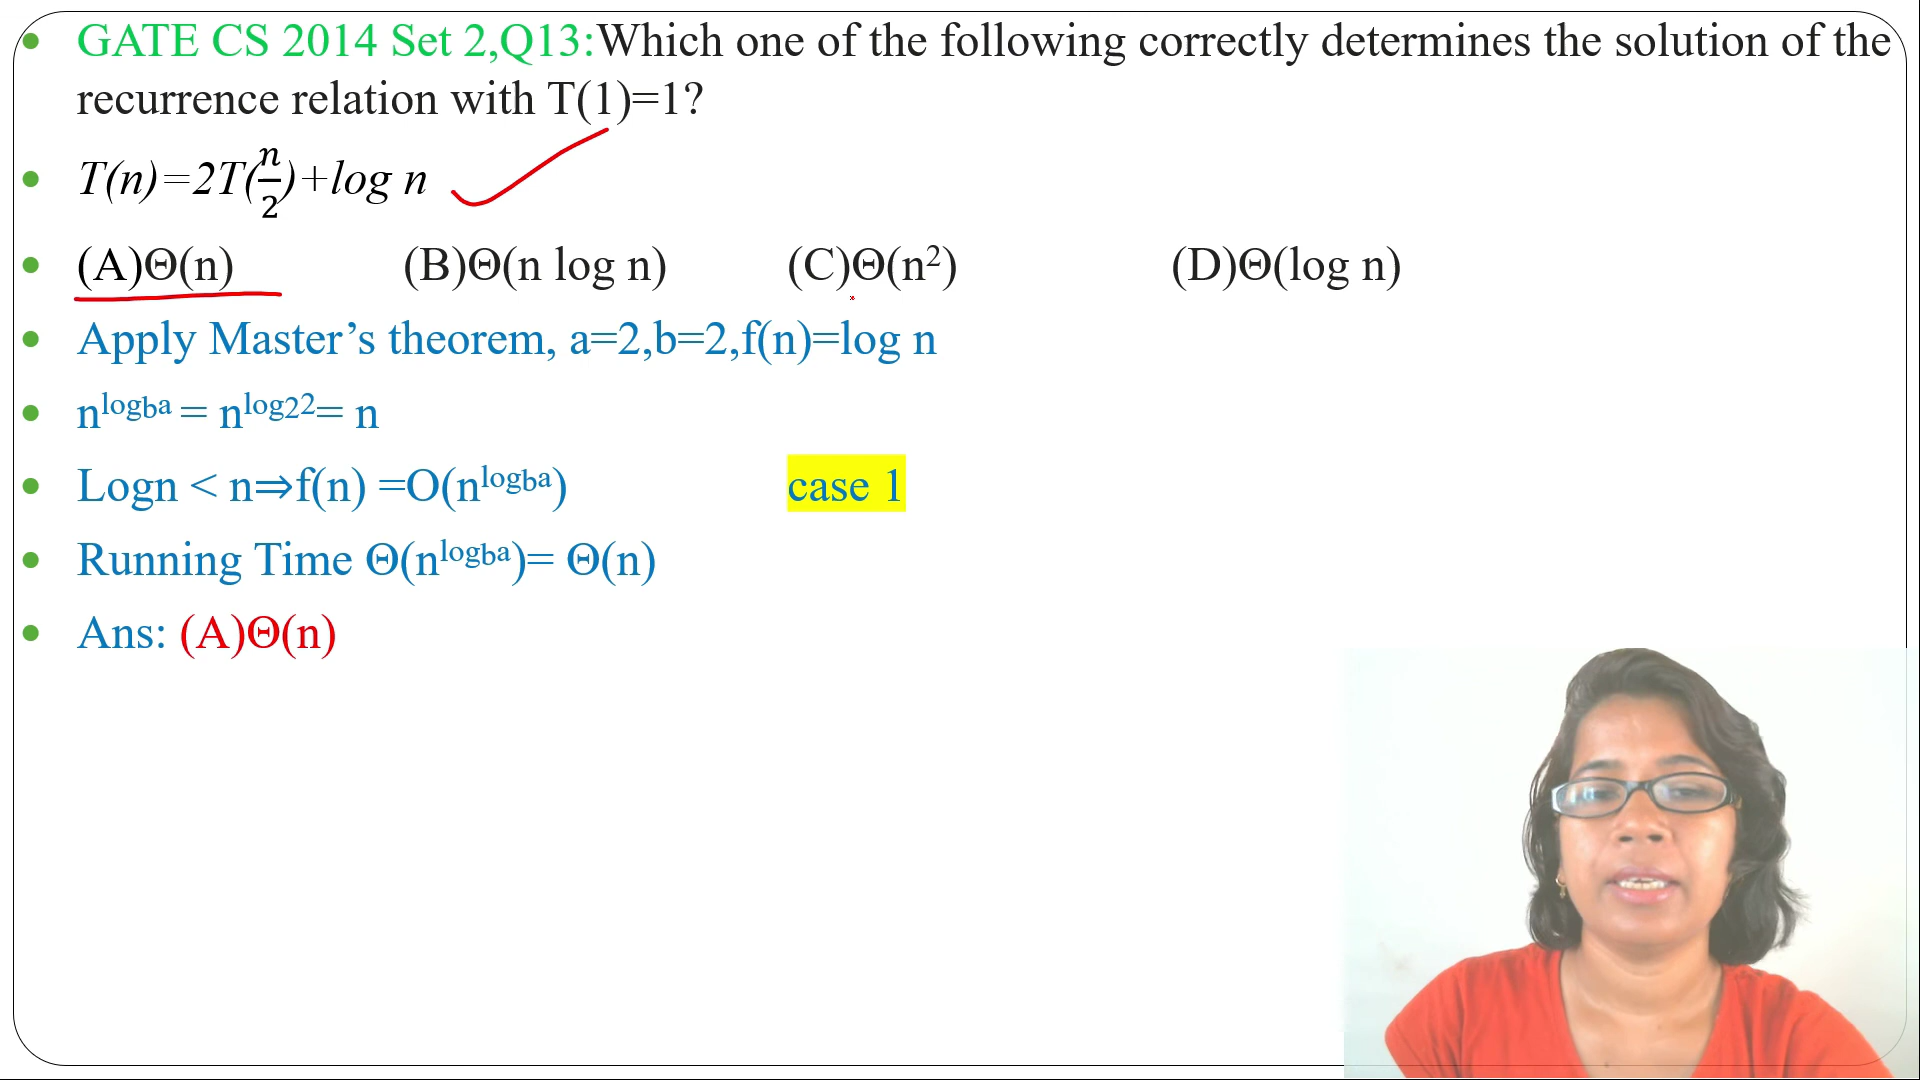 GATE CS 2014 Set 2,Q13:Which one of the following correctly determines the solution of the
recurrence relation with T(1)=1?
T(n)=2T(n/2)+log n
(A)Θ(n) (B)Θ(n log n) (C)Θ(n²) (D)Θ(log n)
Apply Master’s theorem, a=2,b=2,f(n)=log n
n^logba = n^log22= n
Logn < n⇒f(n) =O(n^logba) case 1
Running Time Θ(n^logba)= Θ(n)
Ans: (A)Θ(n)